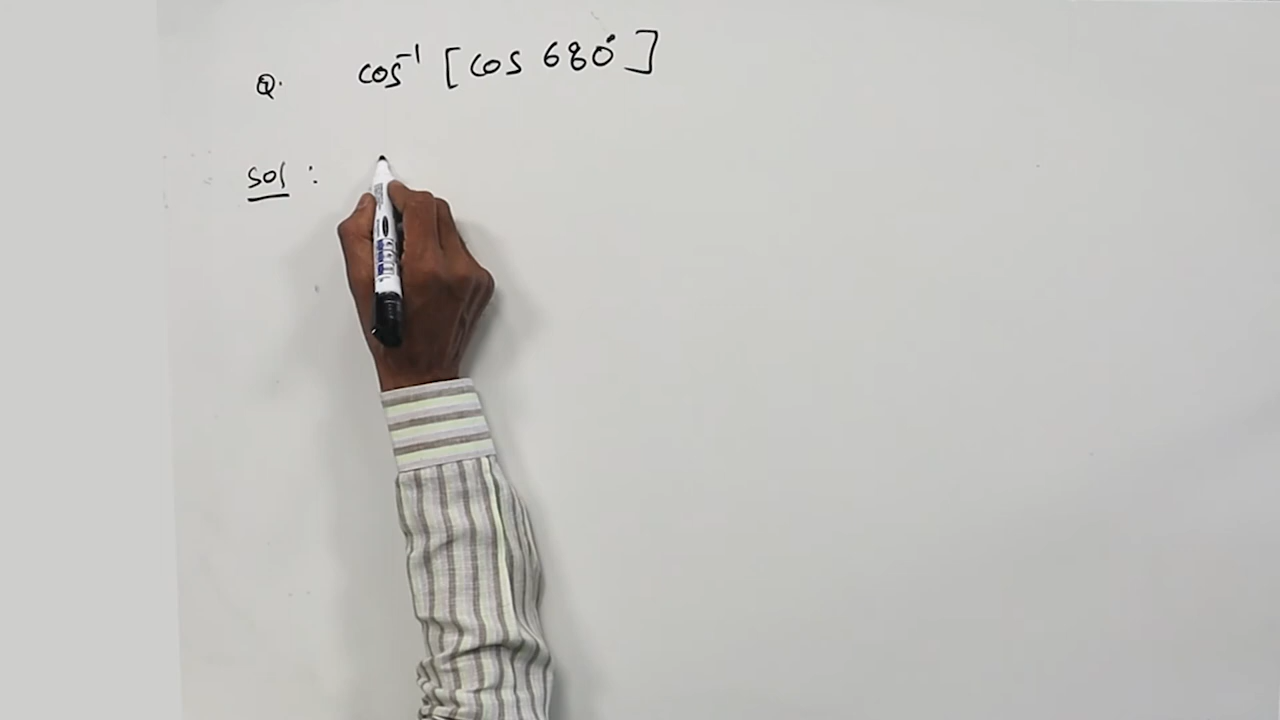 Q. cos⁻¹ [cos 680°]
Sol :